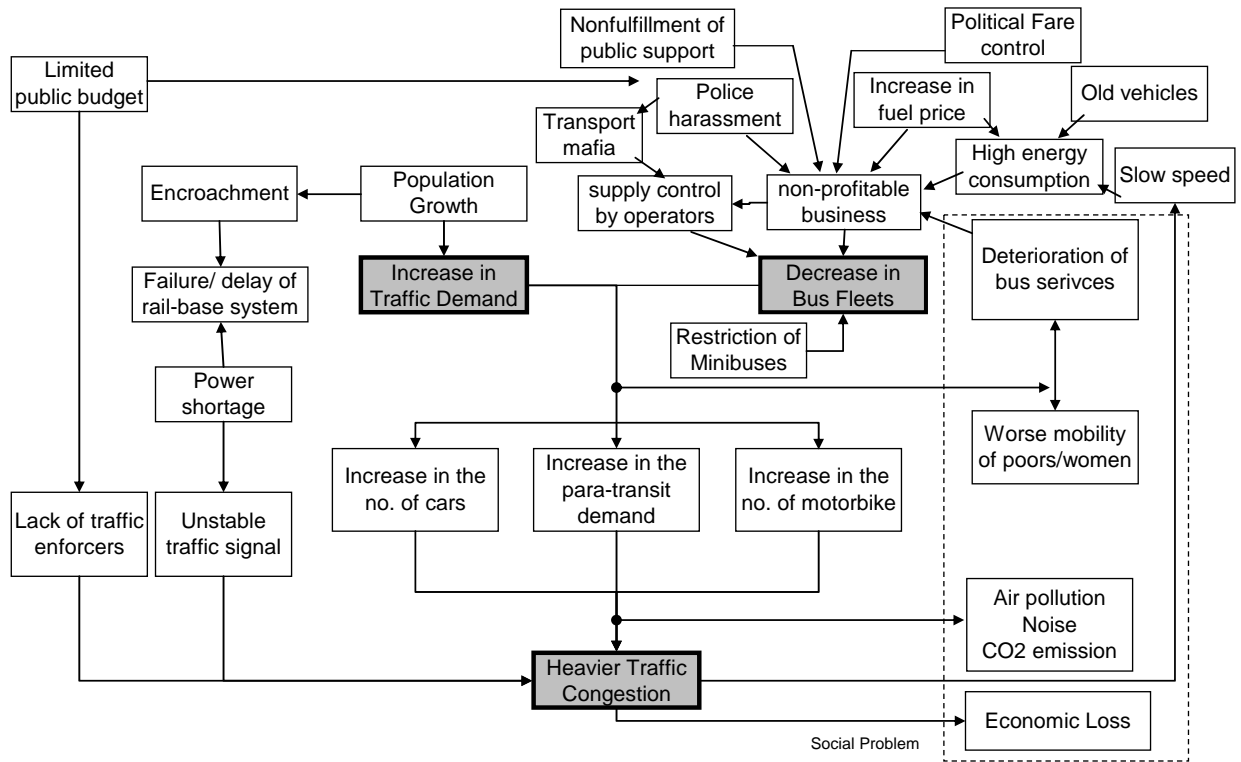 Nonfulfillment of
public support
Political Fare
control
Limited
public budget
Police
harassment
Increase in
fuel price
Old vehicles
Transport
mafia
High energy
consumption
Slow speed
Encroachment
Population
Growth
supply control
by operators
non-profitable
business
Deterioration of
bus serivces
Failure/ delay of
rail-base system
Increase in
Traffic Demand
Decrease in
Bus Fleets
Restriction of
Minibuses
Power
shortage
Worse mobility
of poors/women
Increase in the
no. of cars
Increase in the
para-transit
demand
Increase in the
no. of motorbike
Lack of traffic
enforcers
Unstable
traffic signal
Air pollution
Noise
CO2 emission
Heavier Traffic
Congestion
Economic Loss
Social Problem